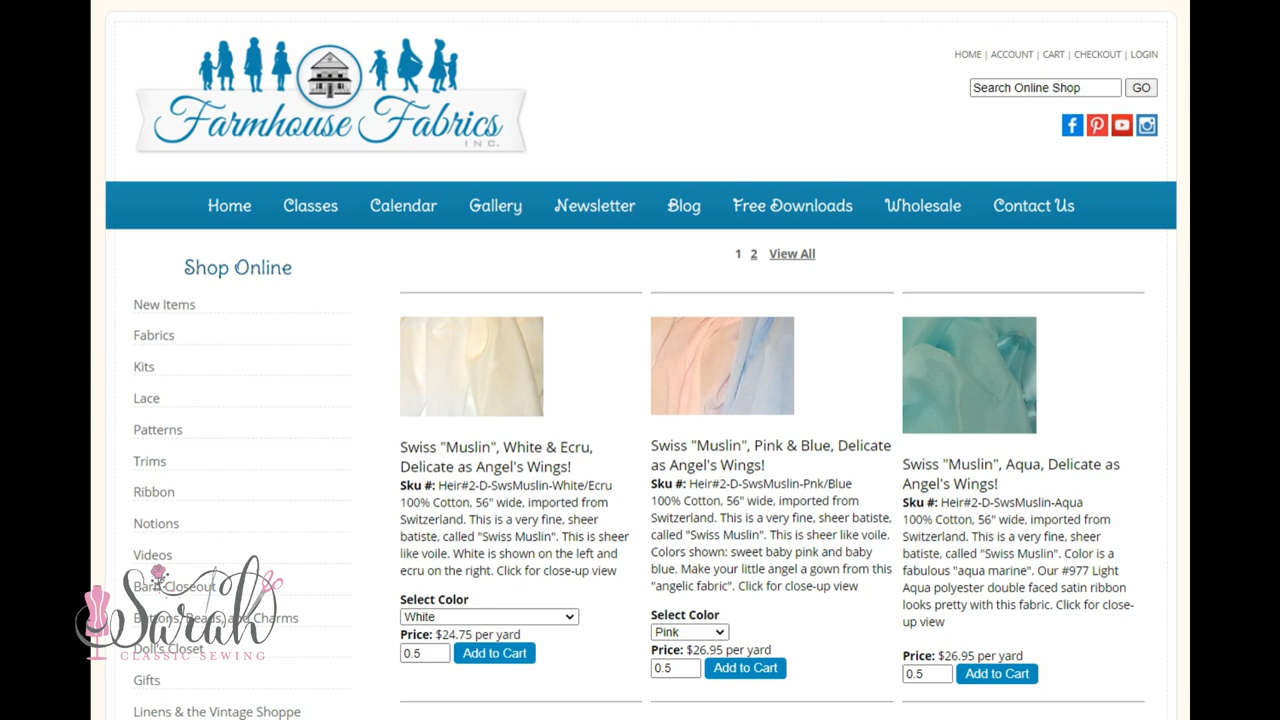 HOME | ACCOUNT | CART | CHECKOUT | LOGIN
Farmhouse Fabrics
INC.
Search Online Shop GO
Home Classes Calendar Gallery Newsletter Blog Free Downloads Wholesale Contact Us
Shop Online
New Items
Fabrics
Kits
Lace
Patterns
Trims
Ribbon
Notions
Videos
Barn Closeout
Buttons, Beads, and Charms
Doll's Closet
Gifts
Linens & the Vintage Shoppe
Sarah
CLASSIC SEWING
1 2 View All
Swiss "Muslin", White & Ecru,
Delicate as Angel's Wings!
Sku #: Heir#2-D-SwsMuslin-White/Ecru
100% Cotton, 56" wide, imported from
Switzerland. This is a very fine, sheer
batiste, called "Swiss Muslin". This is sheer
like voile. White is shown on the left and
ecru on the right. Click for close-up view
Select Color
White
Price: $24.75 per yard
0.5 Add to Cart
Swiss "Muslin", Pink & Blue, Delicate
as Angel's Wings!
Sku #: Heir#2-D-SwsMuslin-Pnk/Blue
100% Cotton, 56" wide, imported from
Switzerland. This is a very fine, sheer
batiste, called "Swiss Muslin". This is sheer like voile.
Colors shown: sweet baby pink and baby
blue. Make your little angel a gown from this
"angelic fabric". Click for close-up view
Select Color
Pink
Price: $26.95 per yard
0.5 Add to Cart
Swiss "Muslin", Aqua, Delicate as
Angel's Wings!
Sku #: Heir#2-D-SwsMuslin-Aqua
100% Cotton, 56" wide, imported from
Switzerland. This is a very fine, sheer
batiste, called "Swiss Muslin". Color is a
fabulous "aqua marine". Our #977 Light
Aqua polyester double faced satin ribbon
looks pretty with this fabric. Click for close-
up view
Price: $26.95 per yard
0.5 Add to Cart